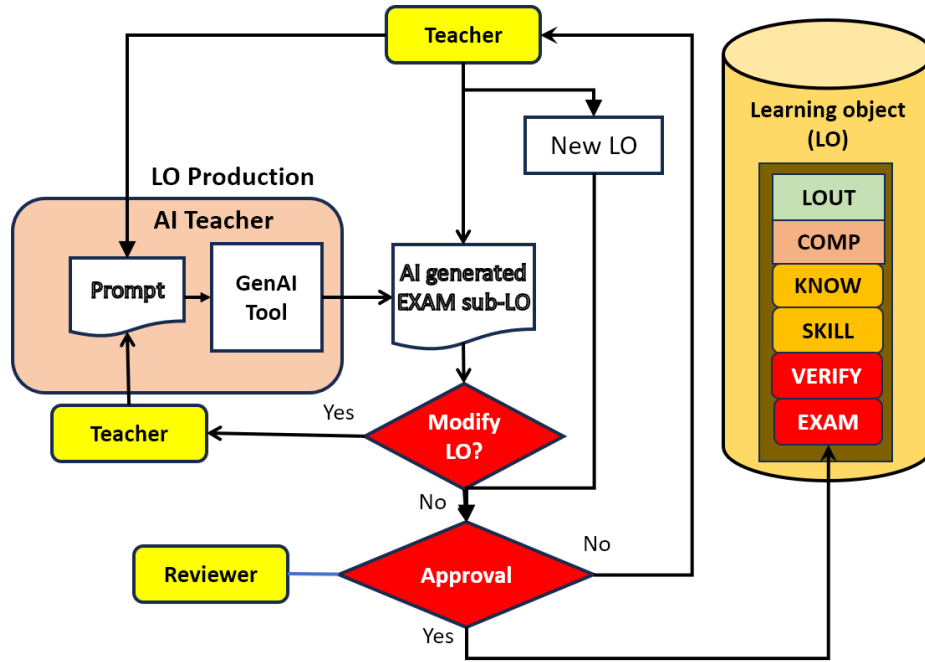 Teacher
New LO
LO Production
AI Teacher
Prompt
GenAI
Tool
AI generated
EXAM sub-LO
Yes
Teacher
Modify
LO?
No
Reviewer
Approval
No
Yes
Learning object
(LO)
LOUT
COMP
KNOW
SKILL
VERIFY
EXAM